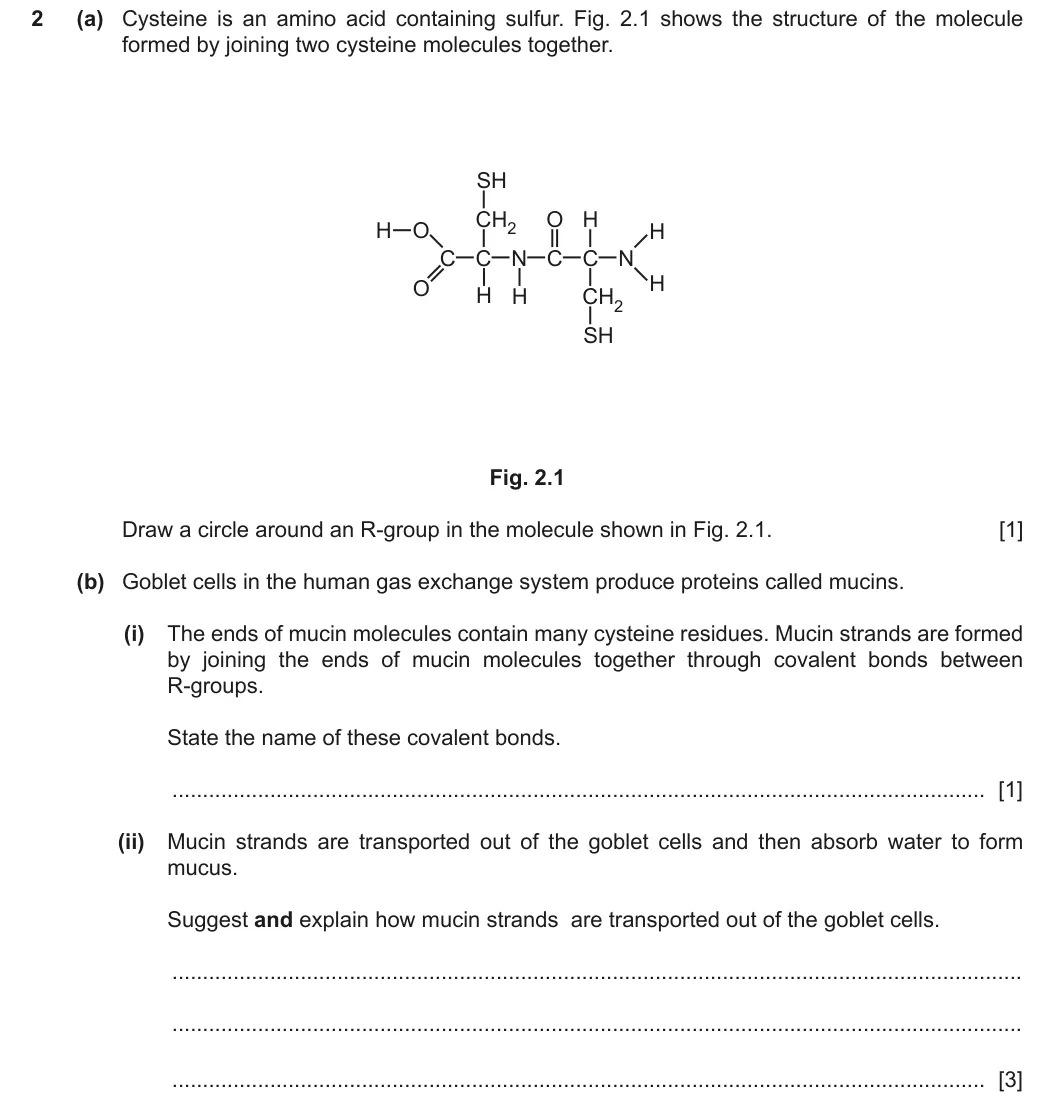 2 (a) Cysteine is an amino acid containing sulfur. Fig. 2.1 shows the structure of the molecule
formed by joining two cysteine molecules together.
SH
CH2 O H
H–O H
C–C–N–C–C–N
O H H CH2 H
SH
Fig. 2.1
Draw a circle around an R-group in the molecule shown in Fig. 2.1. [1]
(b) Goblet cells in the human gas exchange system produce proteins called mucins.
(i) The ends of mucin molecules contain many cysteine residues. Mucin strands are formed
by joining the ends of mucin molecules together through covalent bonds between
R-groups.
State the name of these covalent bonds.
.......................................................................................................................................... [1]
(ii) Mucin strands are transported out of the goblet cells and then absorb water to form
mucus.
Suggest and explain how mucin strands are transported out of the goblet cells.
..........................................................................................................................................
..........................................................................................................................................
.......................................................................................................................................... [3]